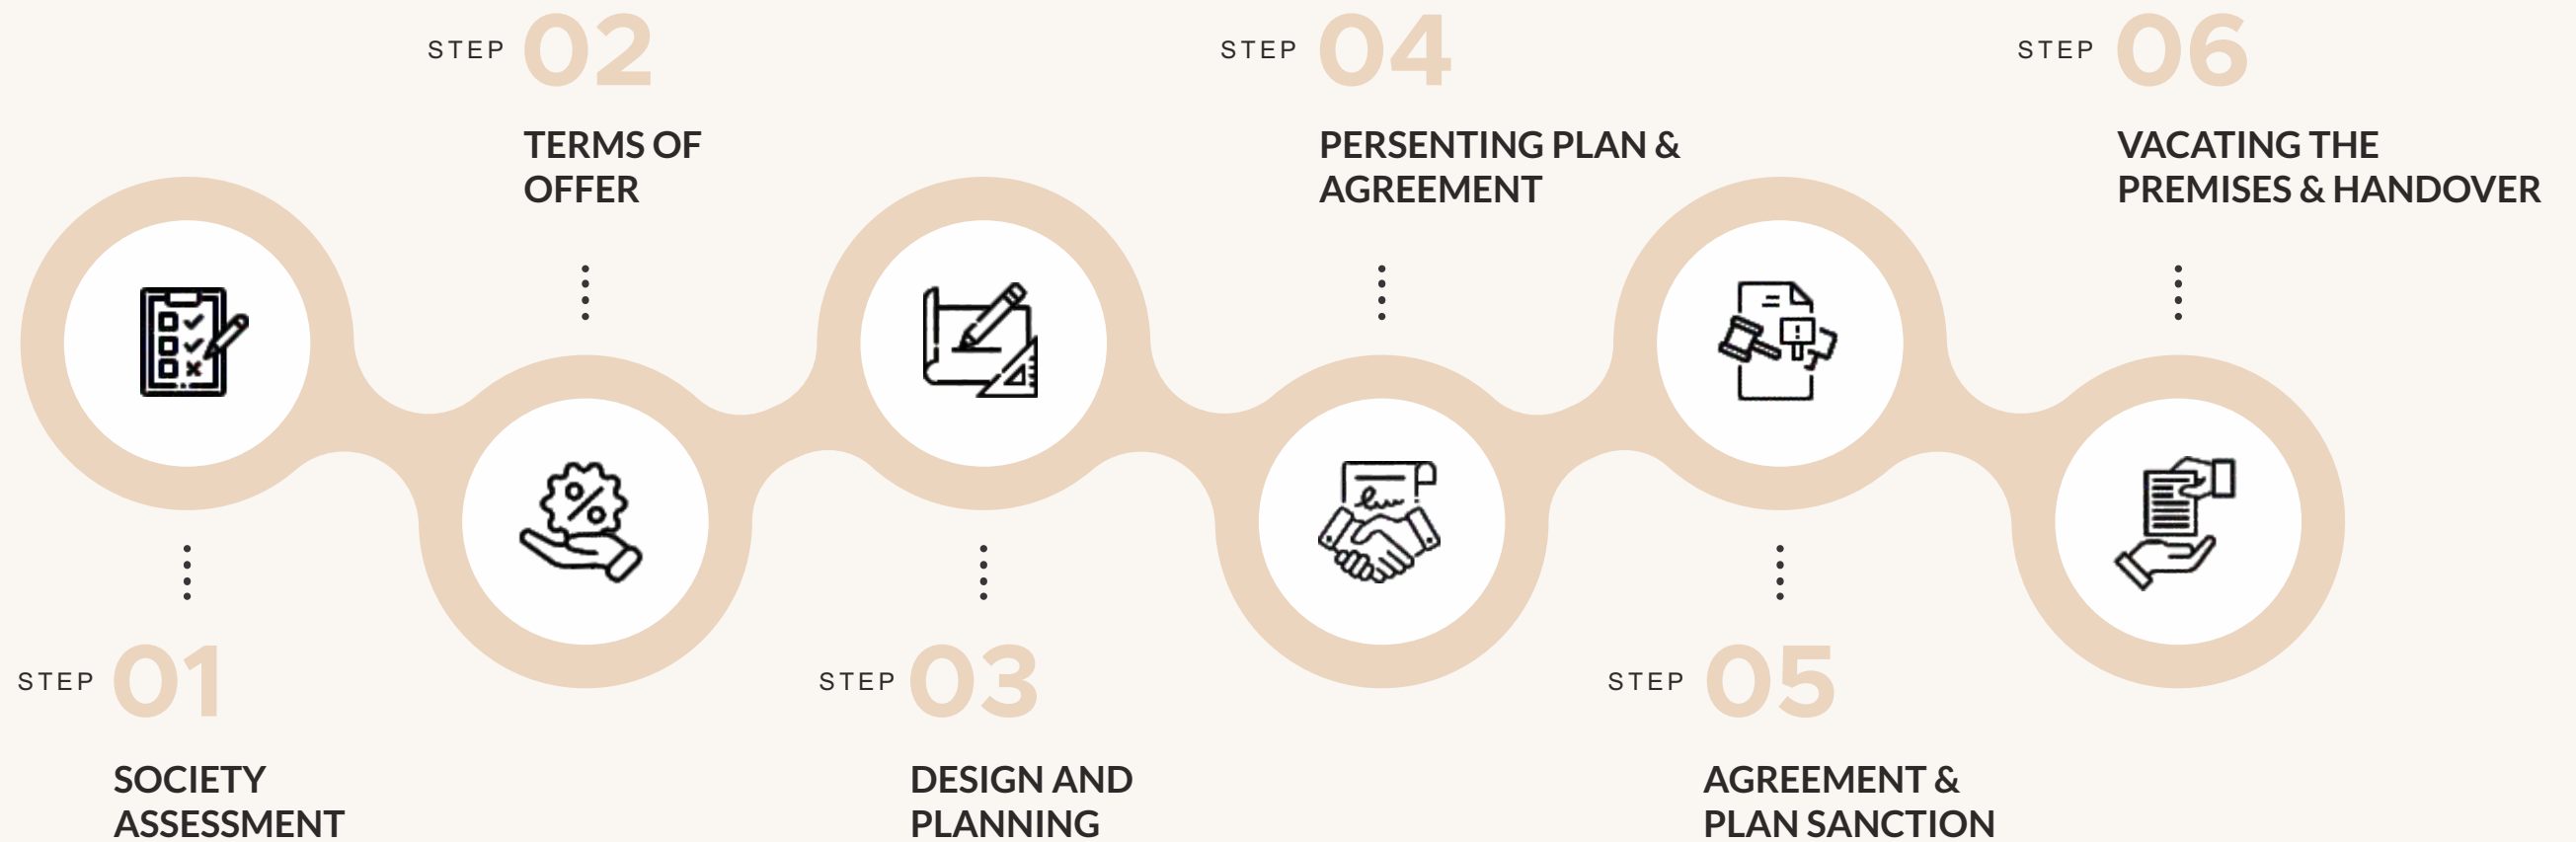 STEP 01
SOCIETY
ASSESSMENT
STEP 02
TERMS OF
OFFER
STEP 03
DESIGN AND
PLANNING
STEP 04
PERSENTING PLAN &
AGREEMENT
STEP 05
AGREEMENT &
PLAN SANCTION
STEP 06
VACATING THE
PREMISES & HANDOVER